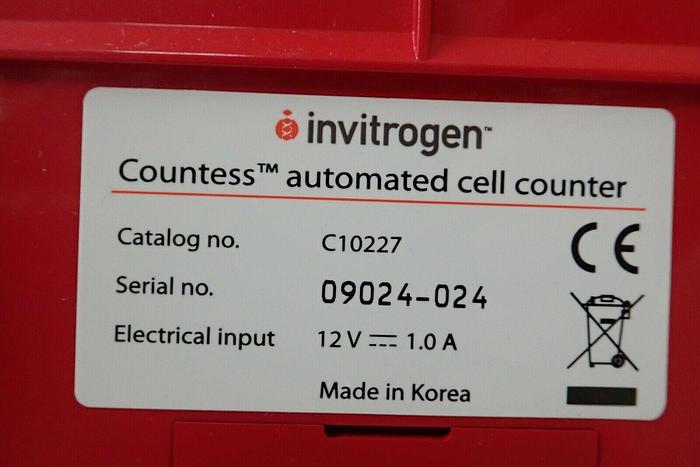 invitrogen™
Countess™ automated cell counter
Catalog no. C10227
Serial no. 09024-024
Electrical input 12 V ⎓ 1.0 A
Made in Korea
CE